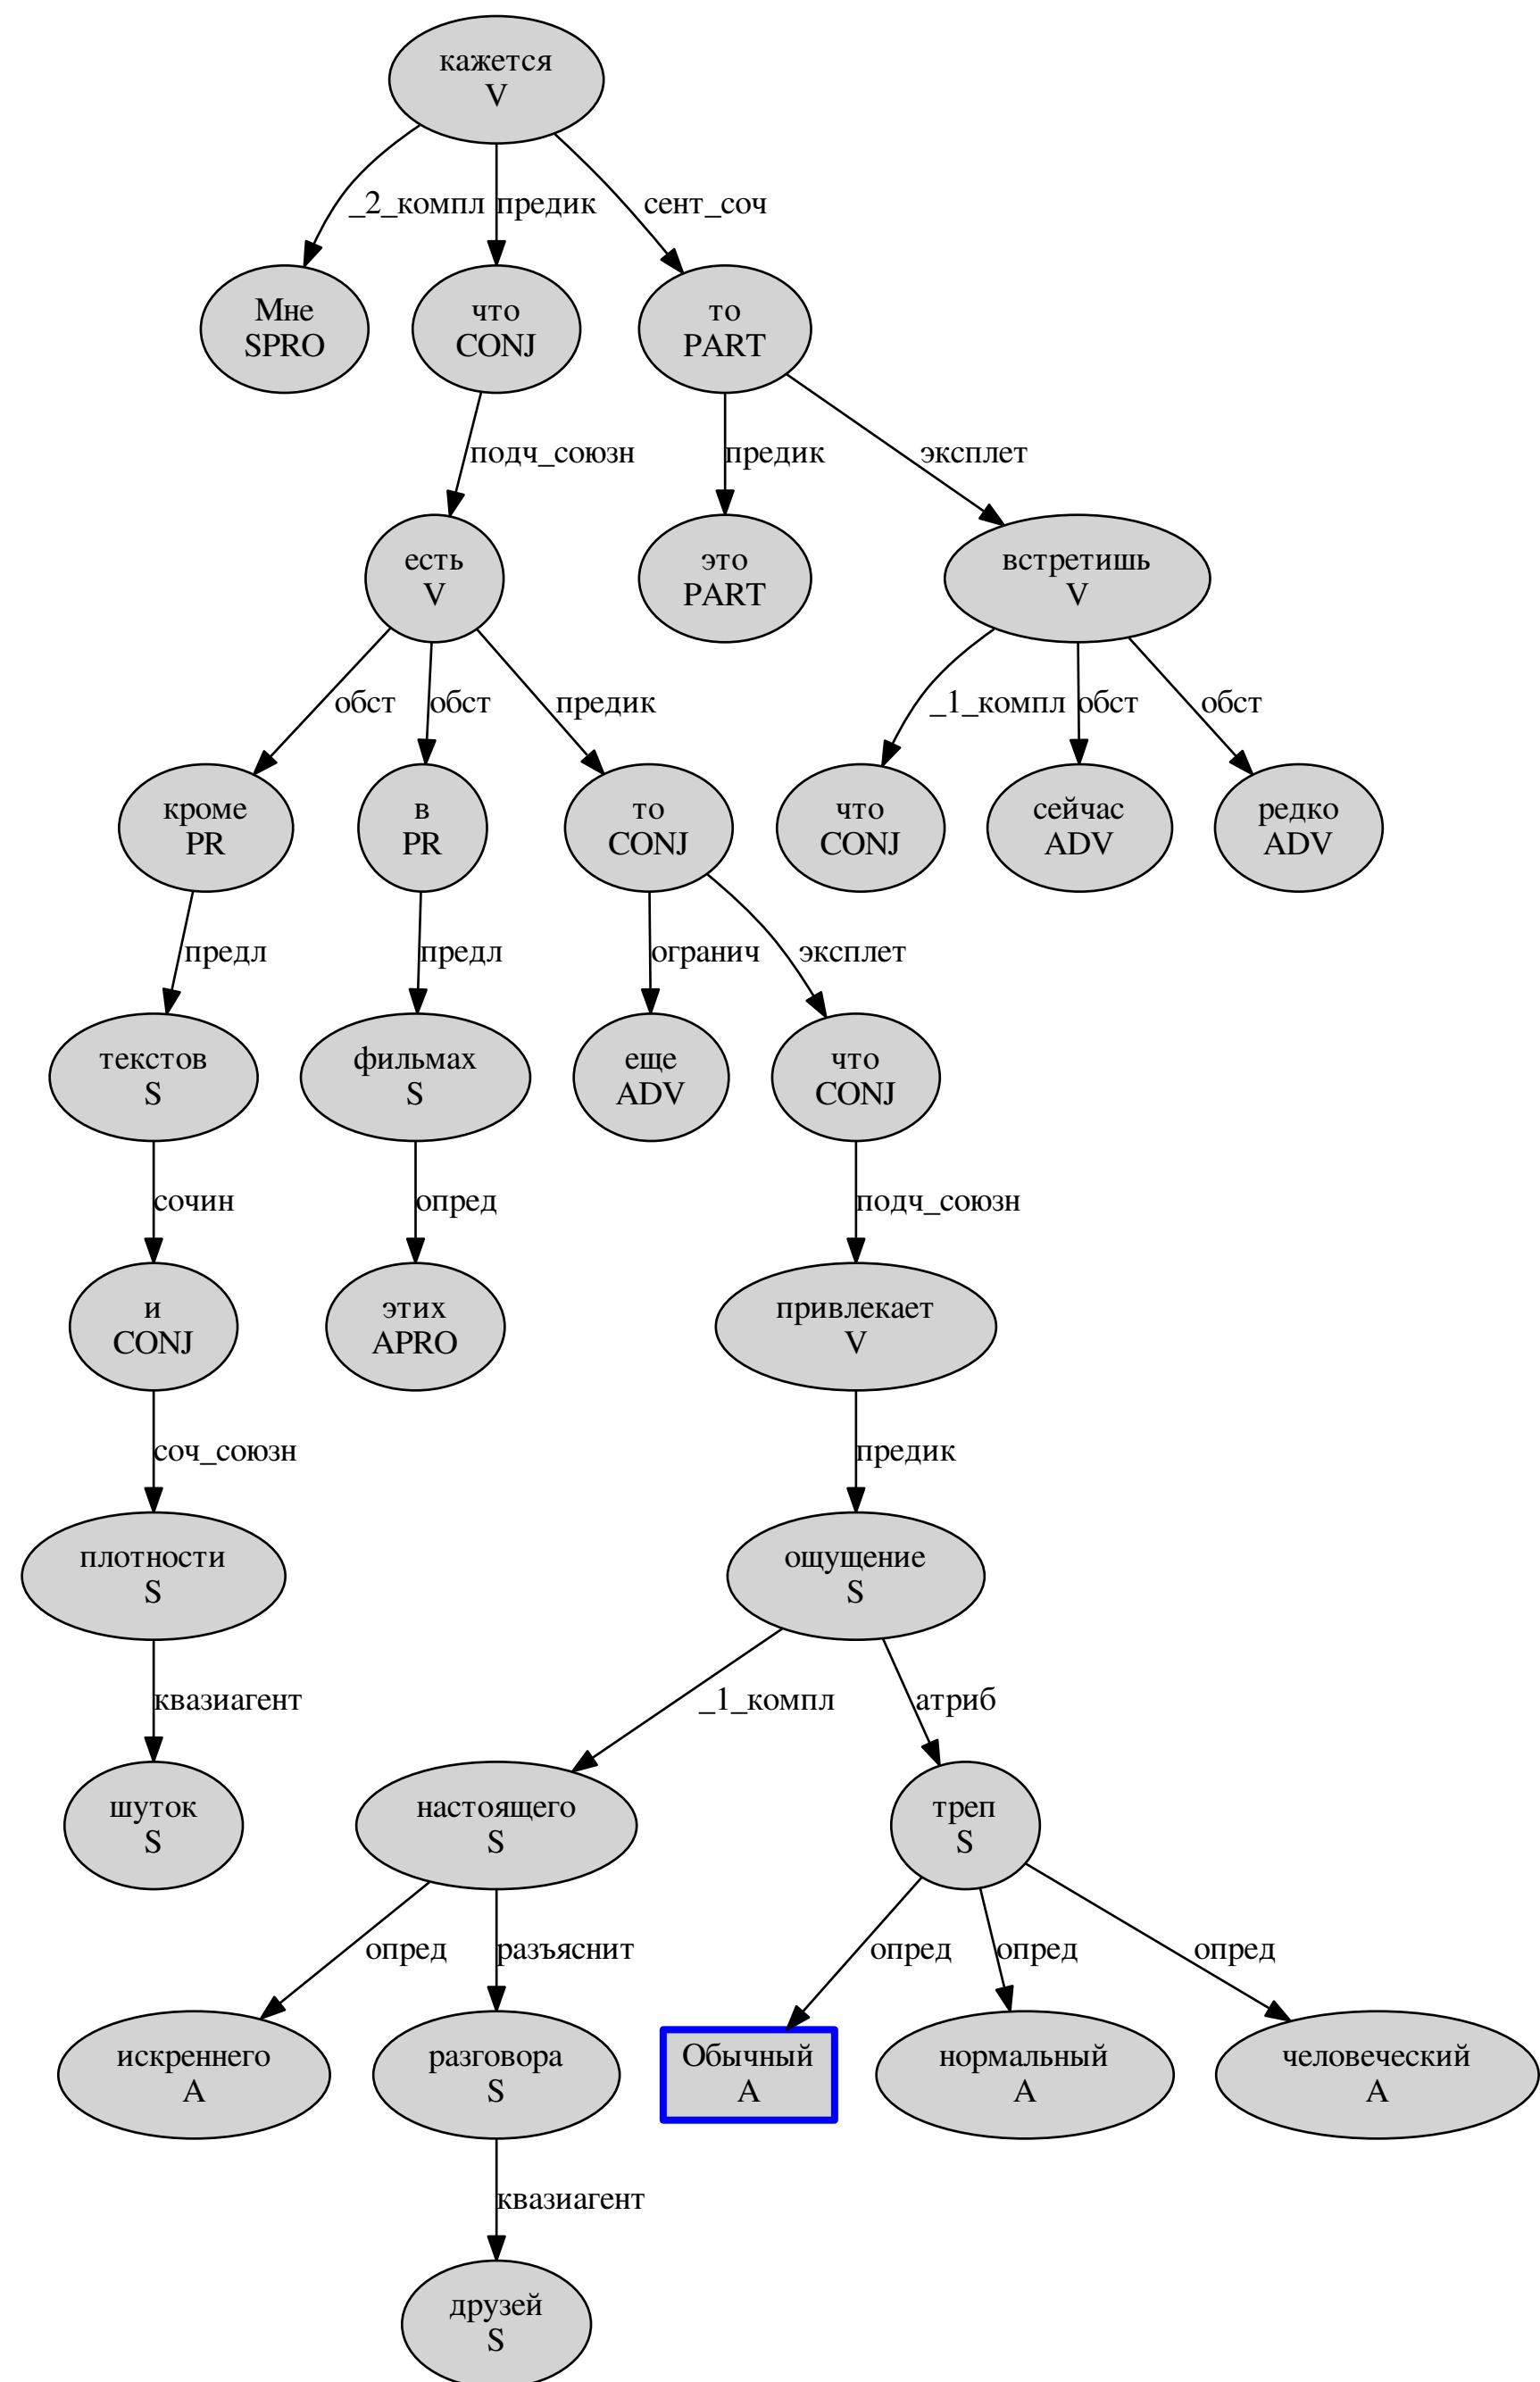 кажется
V
_2_компл предик сент_соч
Мне
SPRO
что
CONJ
то
PART
подч_союзн предик эксплет
есть
V
это
PART
встретишь
V
обст обст предик _1_компл обст обст
кроме
PR
в
PR
то
CONJ
что
CONJ
сейчас
ADV
редко
ADV
предл предл огранич эксплет
текстов
S
фильмах
S
еще
ADV
что
CONJ
сочин опред подч_союзн
и
CONJ
этих
APRO
привлекает
V
соч_союзн предик
плотности
S
ощущение
S
квазиагент _1_компл атриб
шуток
S
настоящего
S
треп
S
опред разъяснит опред опред опред
искреннего
A
разговора
S
Обычный
A
нормальный
A
человеческий
A
квазиагент
друзей
S